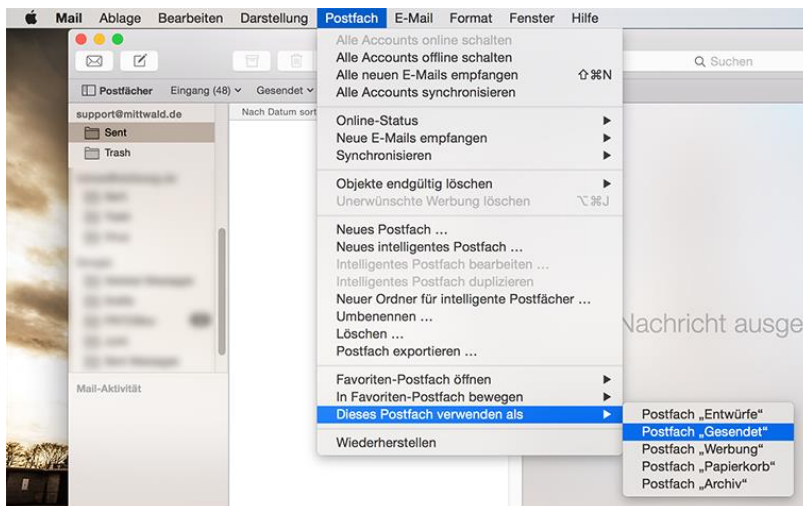 Mail Ablage Bearbeiten Darstellung Postfach E-Mail Format Fenster Hilfe
Suchen
Postfächer Eingang (48) Gesendet
support@mittwald.de
Sent
Trash
Mail-Aktivität
Nach Datum sort
Alle Accounts online schalten
Alle Accounts offline schalten
Alle neuen E-Mails empfangen ⇧⌘N
Alle Accounts synchronisieren
Online-Status
Neue E-Mails empfangen
Synchronisieren
Objekte endgültig löschen
Unerwünschte Werbung löschen ⌥⌘J
Neues Postfach ...
Neues intelligentes Postfach ...
Intelligentes Postfach bearbeiten ...
Intelligentes Postfach duplizieren
Neuer Ordner für intelligente Postfächer ...
Umbenennen ...
Löschen ...
Postfach exportieren ...
Favoriten-Postfach öffnen
In Favoriten-Postfach bewegen
Dieses Postfach verwenden als
Wiederherstellen
Postfach „Entwürfe“
Postfach „Gesendet“
Postfach „Werbung“
Postfach „Papierkorb“
Postfach „Archiv“
Nachricht ausge